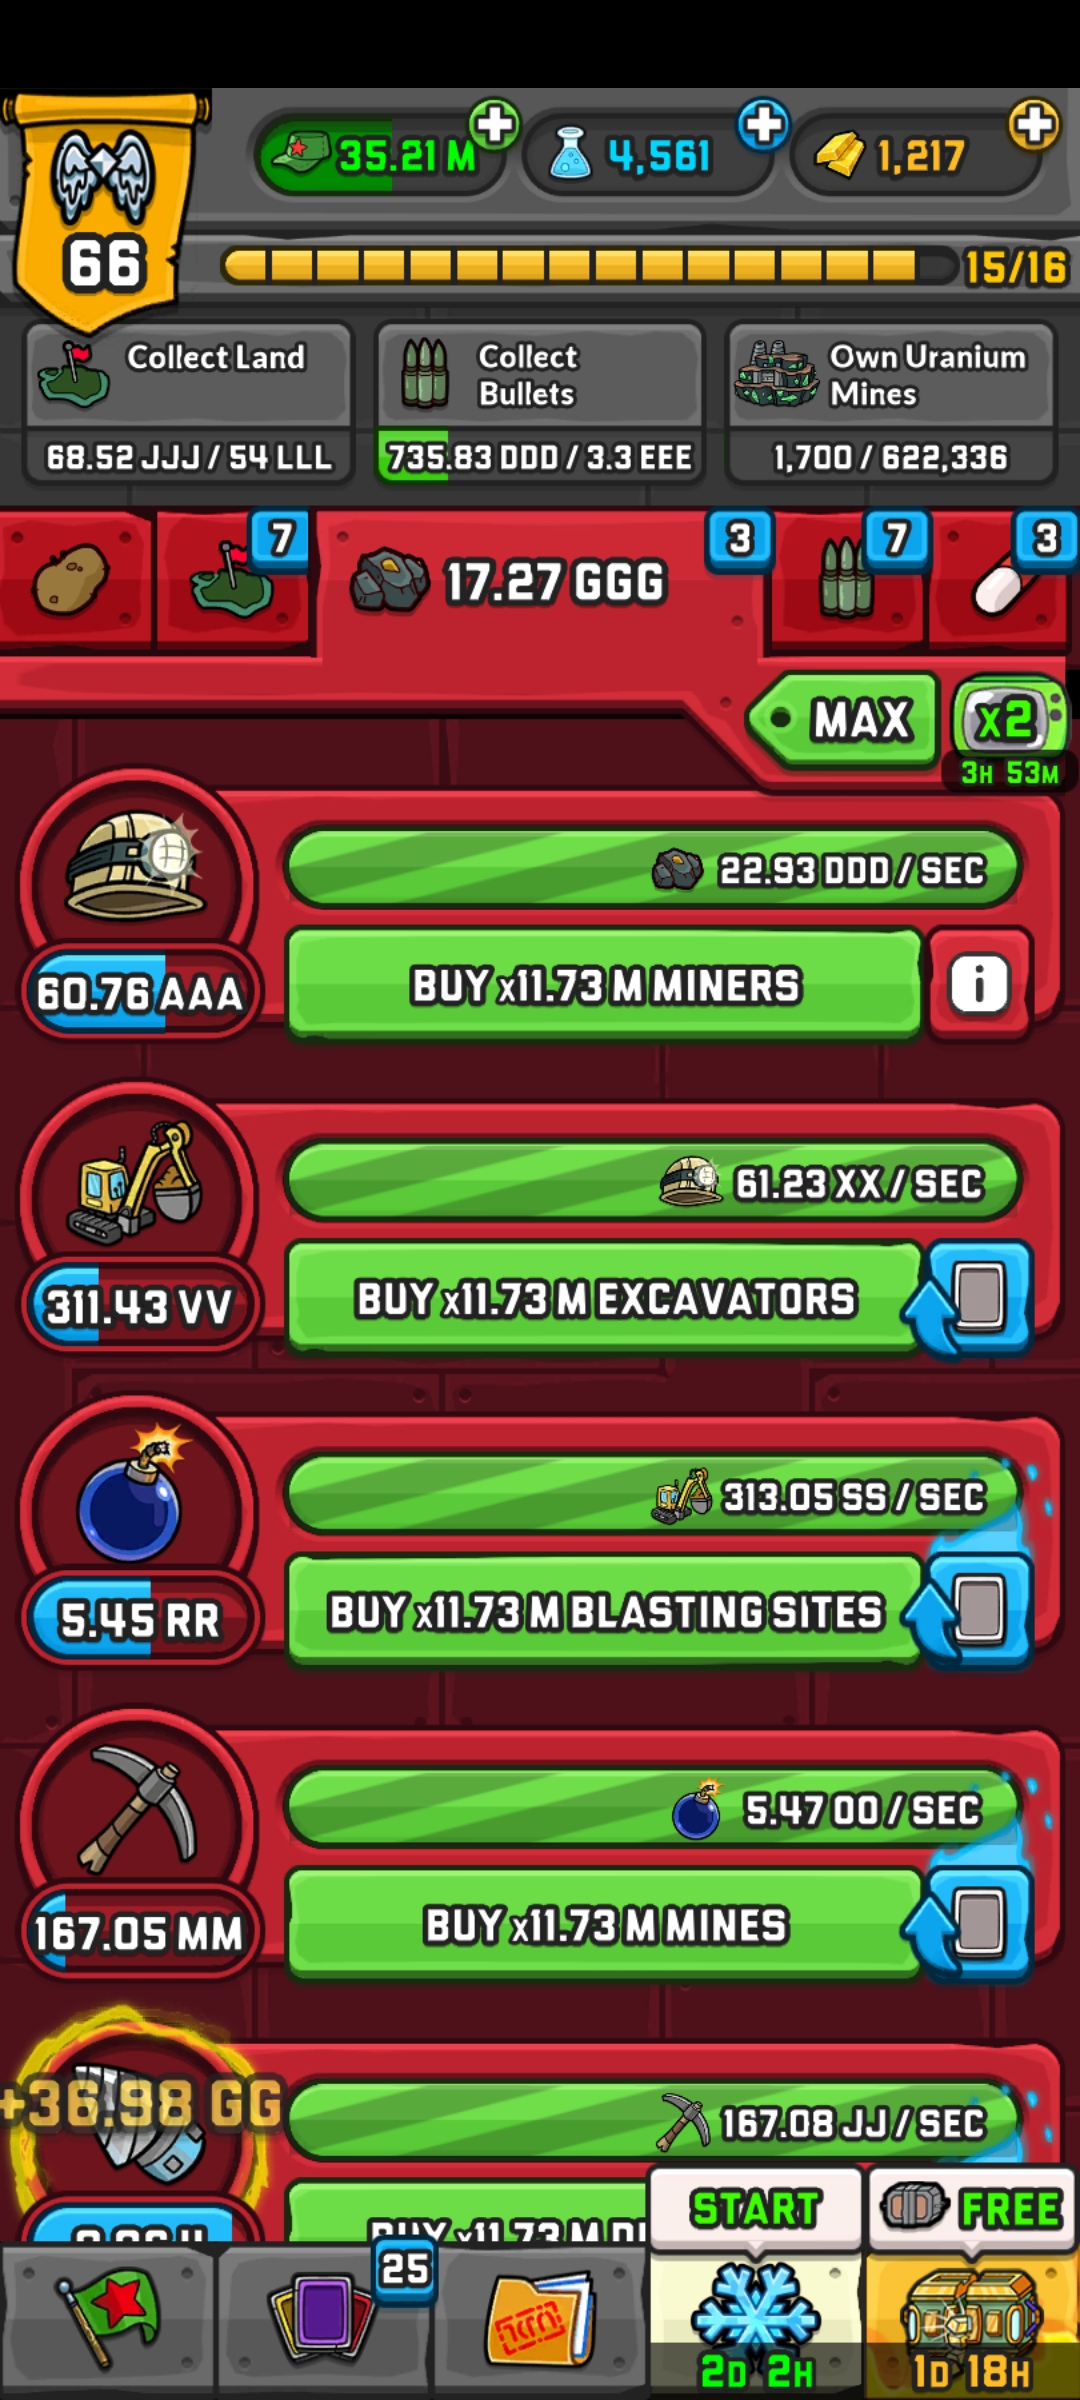 35.21 M
4,561
1,217
66
15/16
Collect Land
68.52 JJJ / 54 LLL
Collect
Bullets
735.83 DDD / 3.3 EEE
Own Uranium
Mines
1,700 / 622,336
7
17.27 GGG
3
7
3
MAX
x2
3H 53M
22.93 DDD / SEC
60.76 AAA
BUY x11.73 M MINERS
i
61.23 XX / SEC
311.43 VV
BUY x11.73 M EXCAVATORS
313.05 SS / SEC
5.45 RR
BUY x11.73 M BLASTING SITES
5.47 OO / SEC
167.05 MM
BUY x11.73 M MINES
+36.98 GG
167.08 JJ / SEC
BUY x11.73 M
START
FREE
25
2D 2H
1D 18H